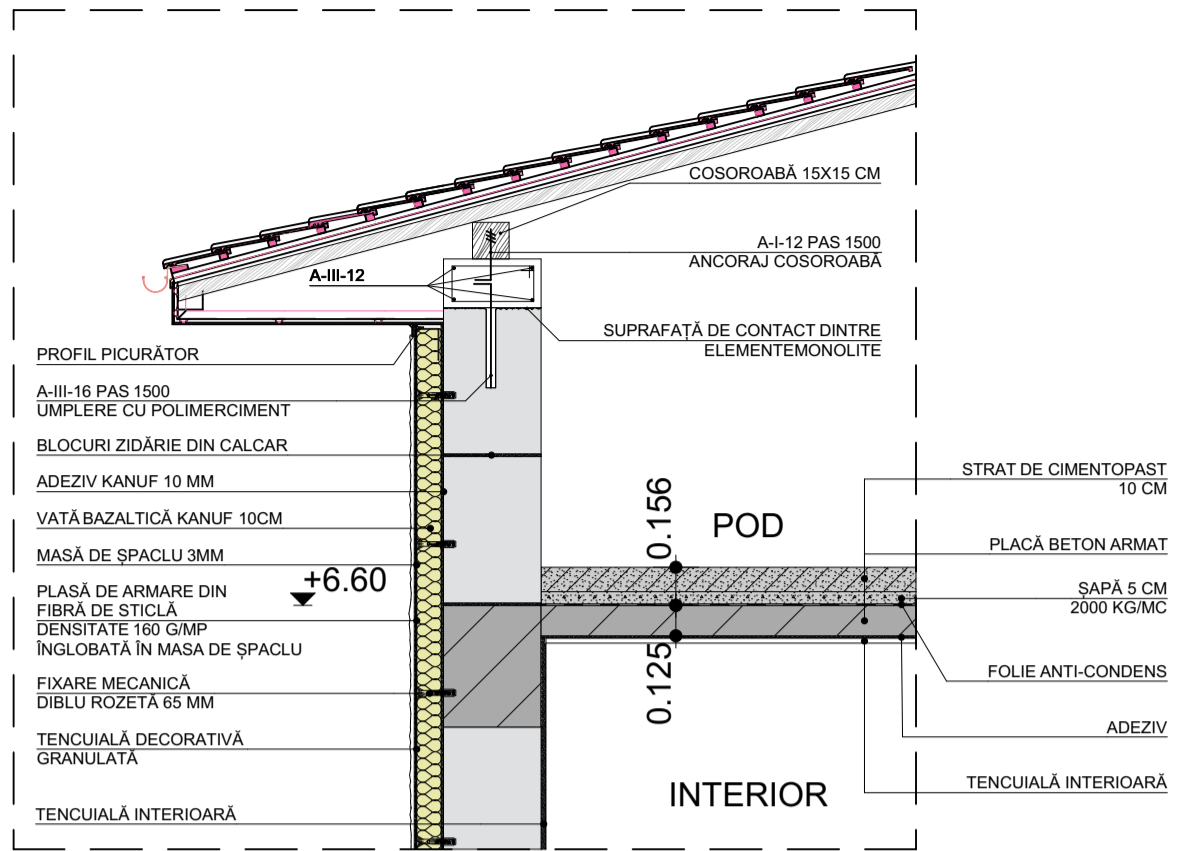 COSOROABĂ 15X15 CM
A-I-12 PAS 1500
ANCORAJ COSOROABĂ
A-III-12
SUPRAFAȚĂ DE CONTACT DINTRE
ELEMENTEMONOLITE
PROFIL PICURĂTOR
A-III-16 PAS 1500
UMPLERE CU POLIMERCIMENT
BLOCURI ZIDĂRIE DIN CALCAR
ADEZIV KANUF 10 MM
VATĂ BAZALTICĂ KANUF 10CM
MASĂ DE ȘPACLU 3MM
PLASĂ DE ARMARE DIN
FIBRĂ DE STICLĂ
DENSITATE 160 G/MP
ÎNGLOBATĂ ÎN MASA DE ȘPACLU
FIXARE MECANICĂ
DIBLU ROZETĂ 65 MM
TENCUIALĂ DECORATIVĂ
GRANULATĂ
TENCUIALĂ INTERIOARĂ
+6.60
0.156
0.125
POD
INTERIOR
STRAT DE CIMENTOPAST
10 CM
PLACĂ BETON ARMAT
ȘAPĂ 5 CM
2000 KG/MC
FOLIE ANTI-CONDENS
ADEZIV
TENCUIALĂ INTERIOARĂ